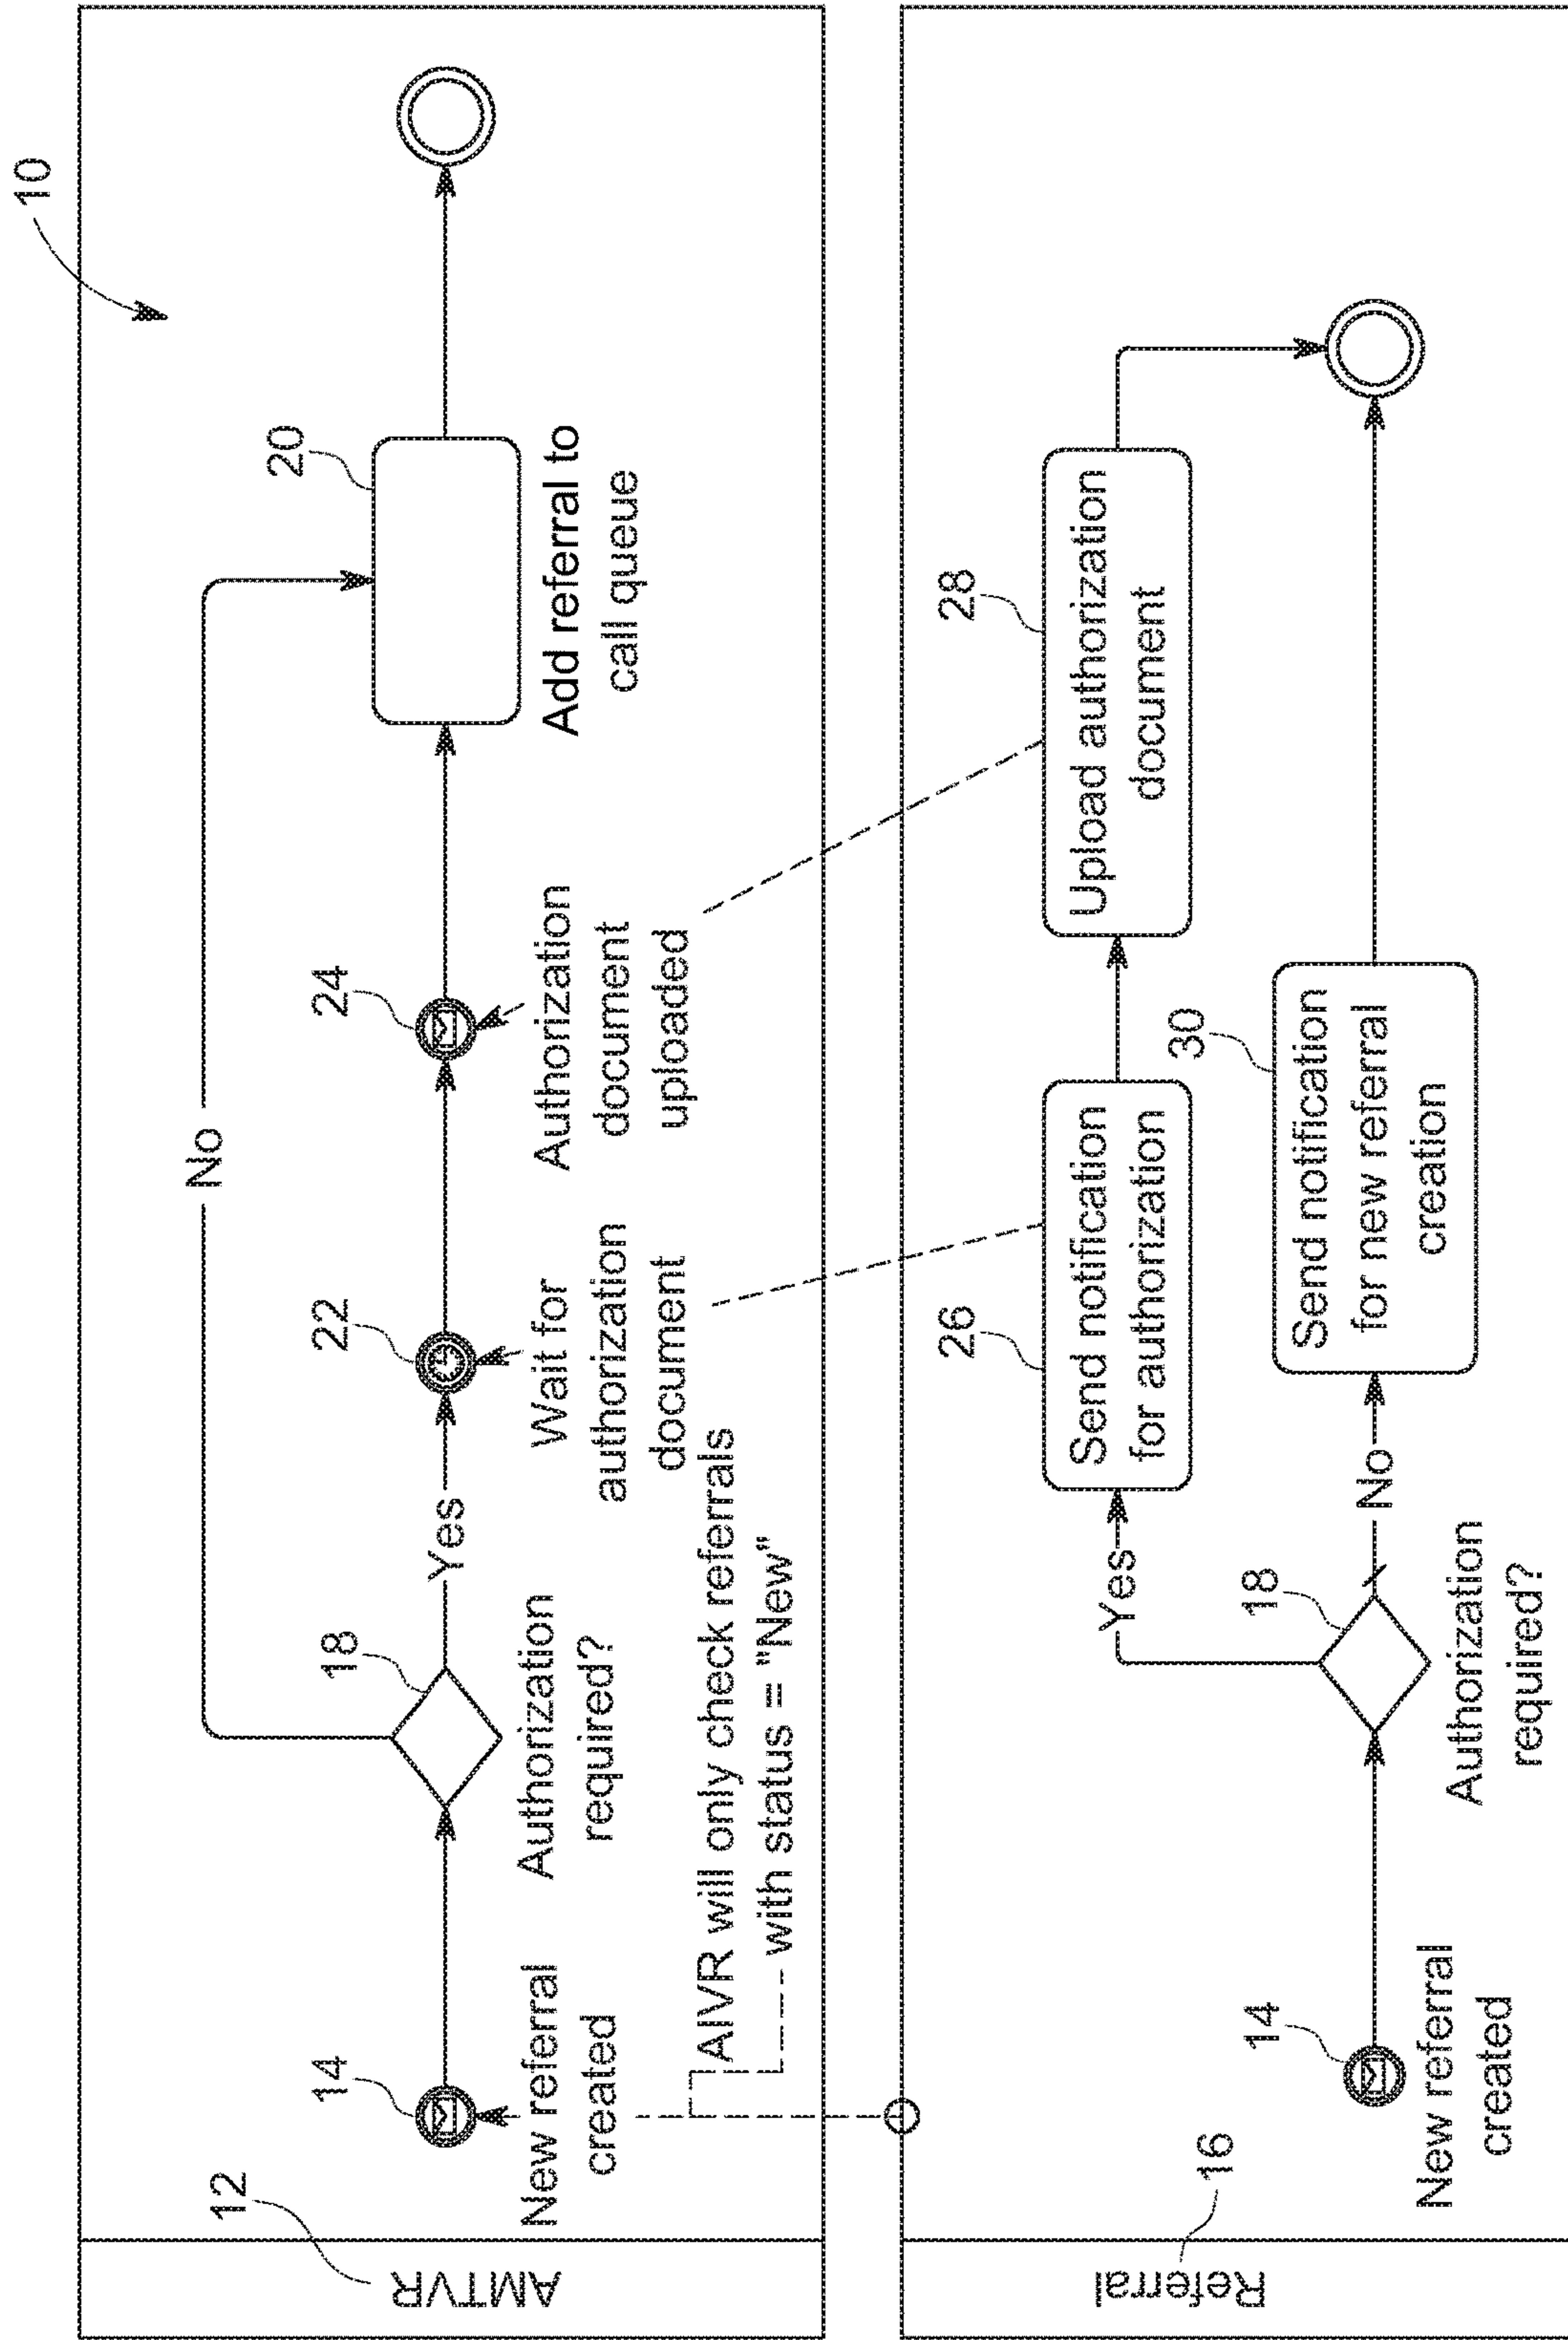 10
12
AMTVR
14
New referral
created
18
Authorization
required?
No
Yes
22
Wait for
authorization
document
24
Authorization
document
uploaded
20
Add referral to
call queue
AIVR will only check referrals
with status = "New"
16
Referral
14
New referral
created
18
Authorization
required?
Yes
26
Send notification
for authorization
28
Upload authorization
document
No
30
Send notification
for new referral
creation